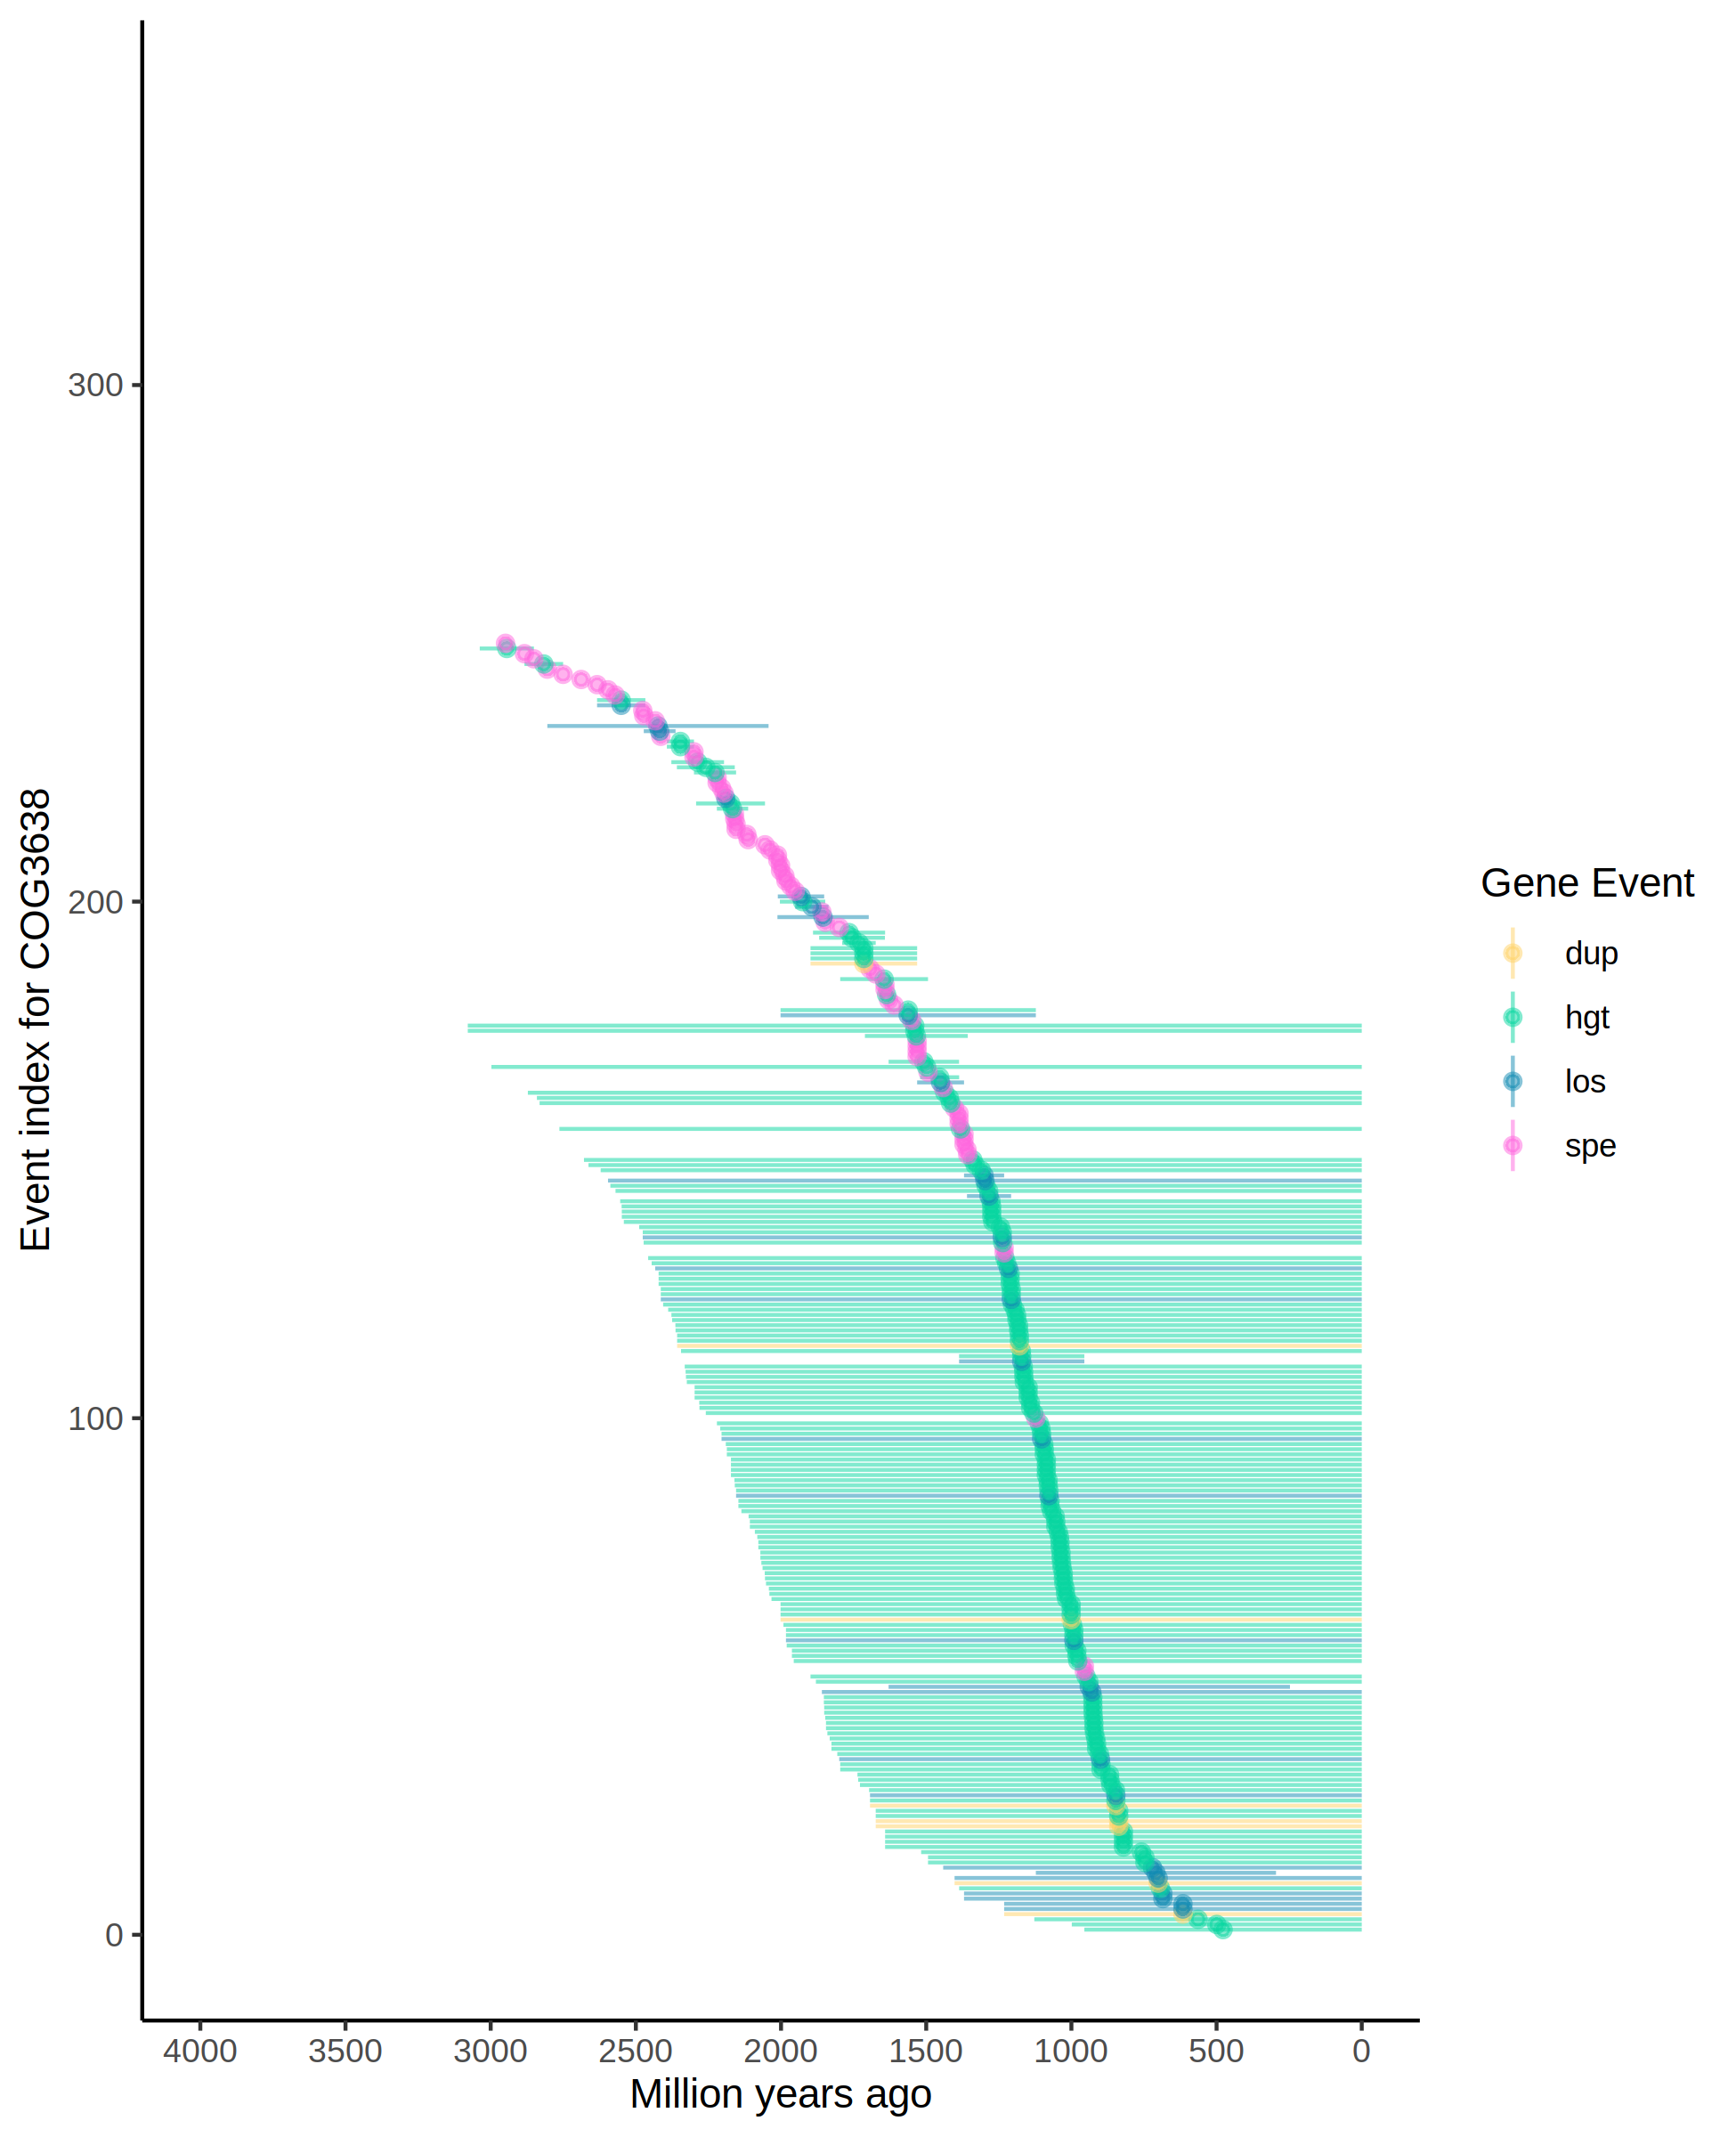 300
200
100
0
Event index for COG3638
4000 3500 3000 2500 2000 1500 1000 500 0
Million years ago
Gene Event
dup
hgt
los
spe